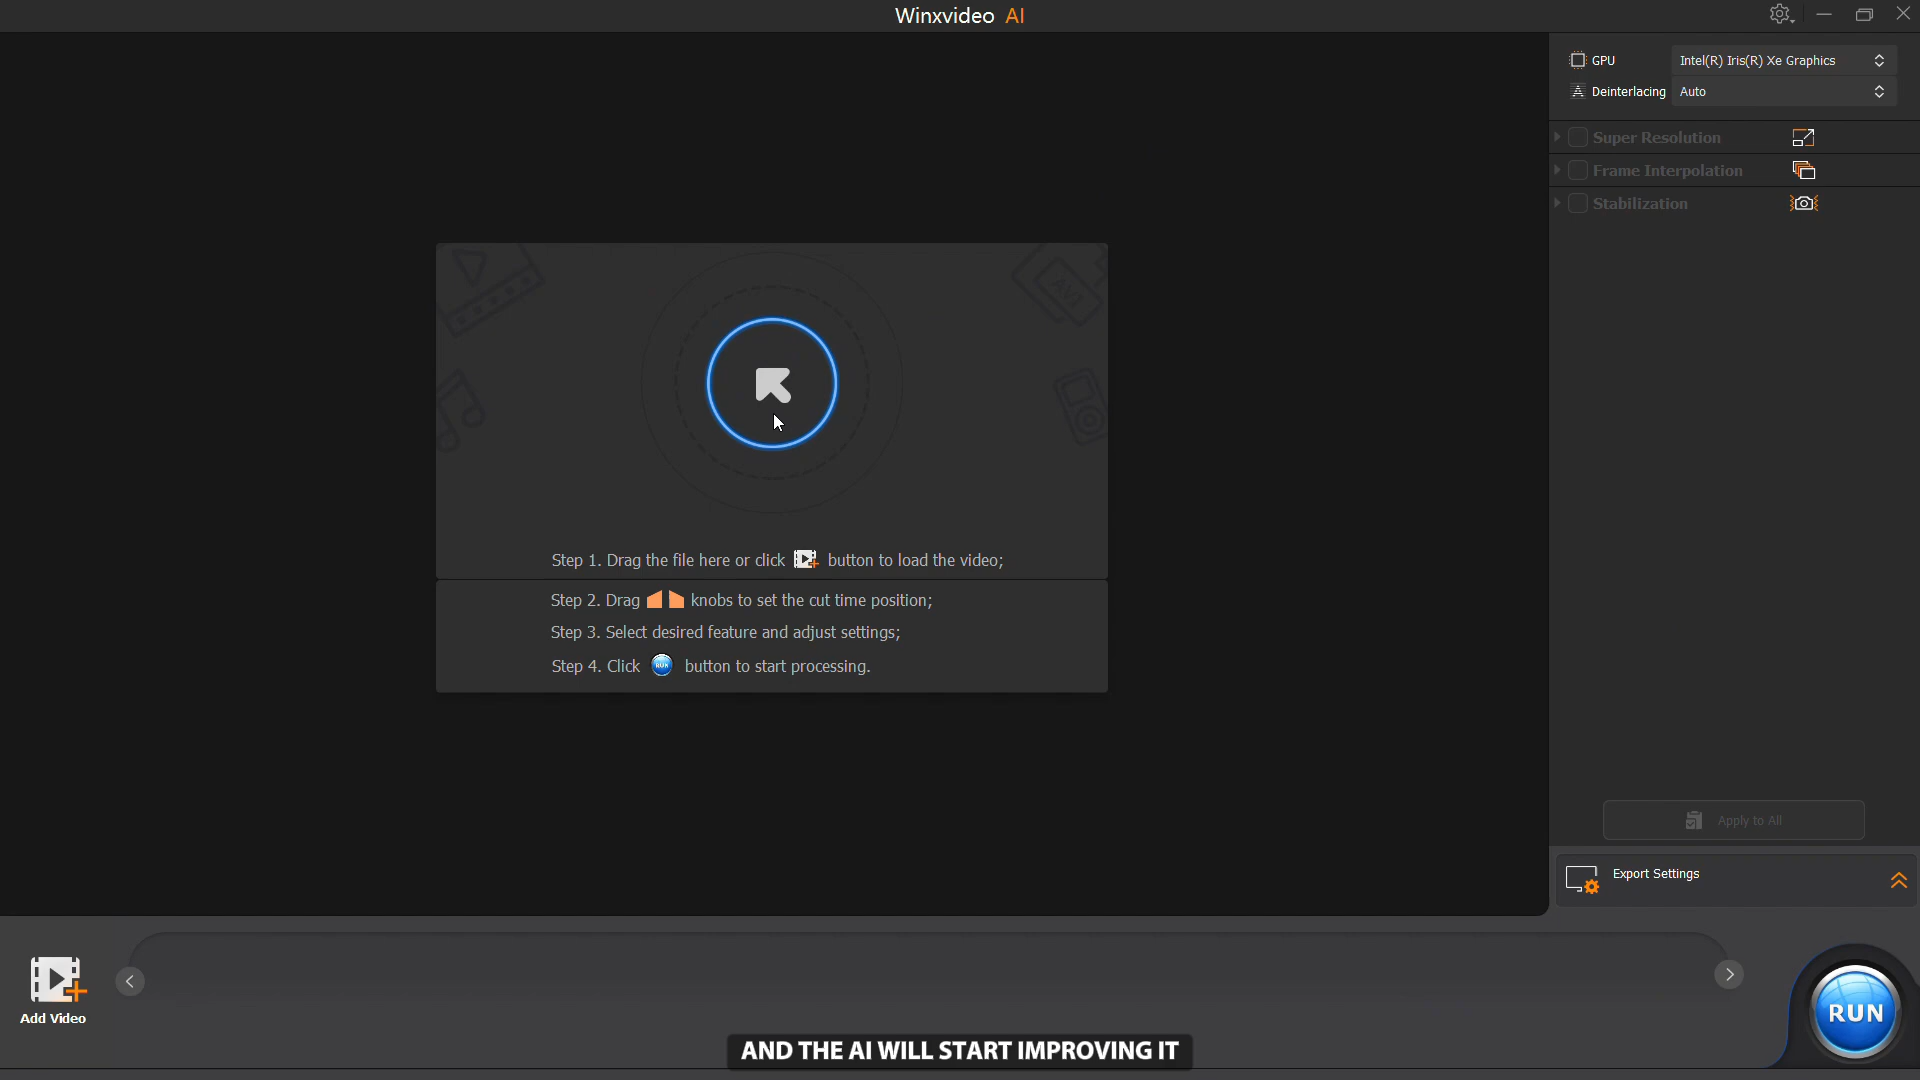 Winxvideo AI
GPU
Intel(R) Iris(R) Xe Graphics
Deinterlacing
Auto
Super Resolution
Frame Interpolation
Stabilization
AV1
Step 1. Drag the file here or click button to load the video;
Step 2. Drag knobs to set the cut time position;
Step 3. Select desired feature and adjust settings;
Step 4. Click RUN button to start processing.
Apply to All
Export Settings
Add Video
RUN
AND THE AI WILL START IMPROVING IT